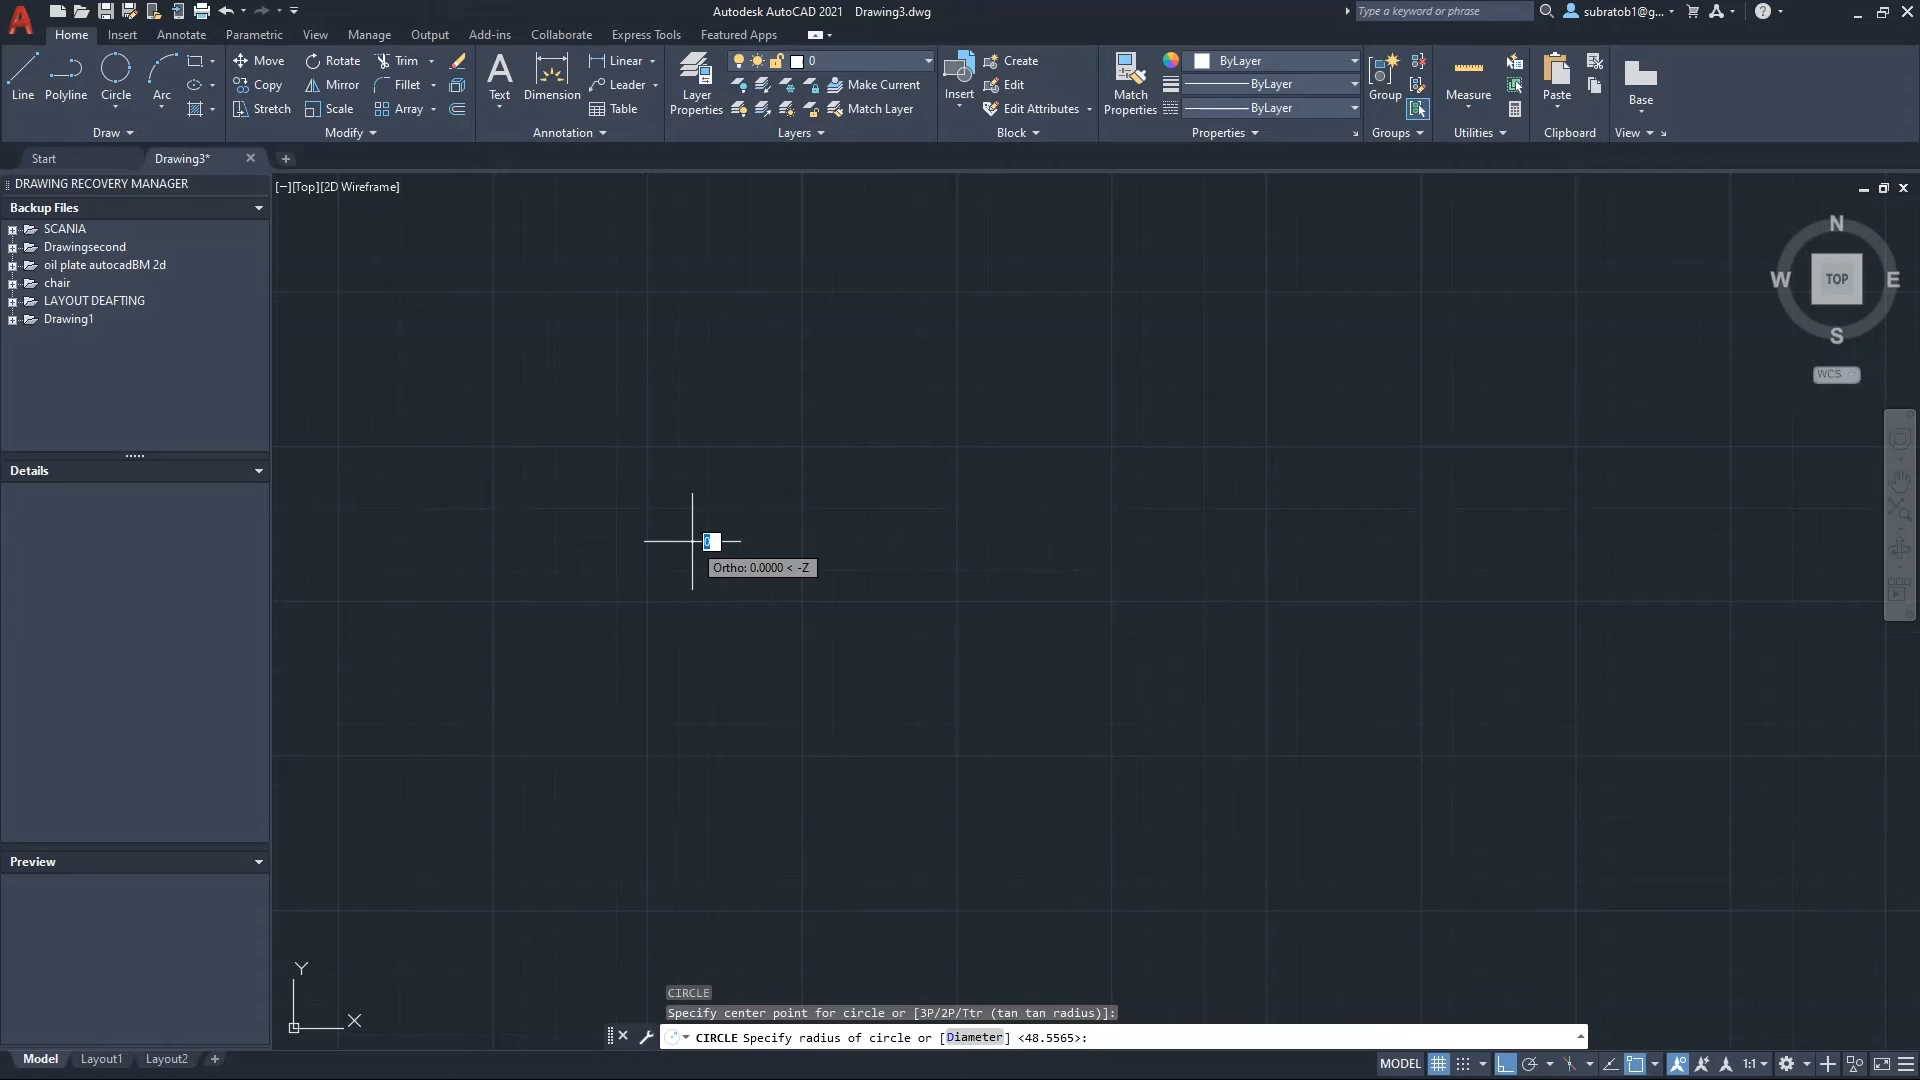 Autodesk AutoCAD 2021 Drawing3.dwg
Type a keyword or phrase
subratob1@g...
Home Insert Annotate Parametric View Manage Output Add-ins Collaborate Express Tools Featured Apps
Line Polyline Circle Arc
Draw
Move Rotate Trim
Copy Mirror Fillet
Stretch Scale Array
Modify
Text Dimension
Linear
Leader
Table
Annotation
Layer Properties
0
Make Current
Match Layer
Layers
Insert
Create
Edit
Edit Attributes
Block
Match Properties
ByLayer
ByLayer
ByLayer
Properties
Group
Groups
Measure
Utilities
Paste
Clipboard
Base
View
Start Drawing3*
DRAWING RECOVERY MANAGER
Backup Files
SCANIA
Drawingsecond
oil plate autocadBM 2d
chair
LAYOUT DEAFTING
Drawing1
Details
Preview
[−][Top][2D Wireframe]
N
W TOP E
S
WCS
0
Ortho: 0.0000 < -Z
Y
X
CIRCLE
Specify center point for circle or [3P/2P/Ttr (tan tan radius)]:
CIRCLE Specify radius of circle or [Diameter] <48.5565>:
Model Layout1 Layout2 +
MODEL 1:1